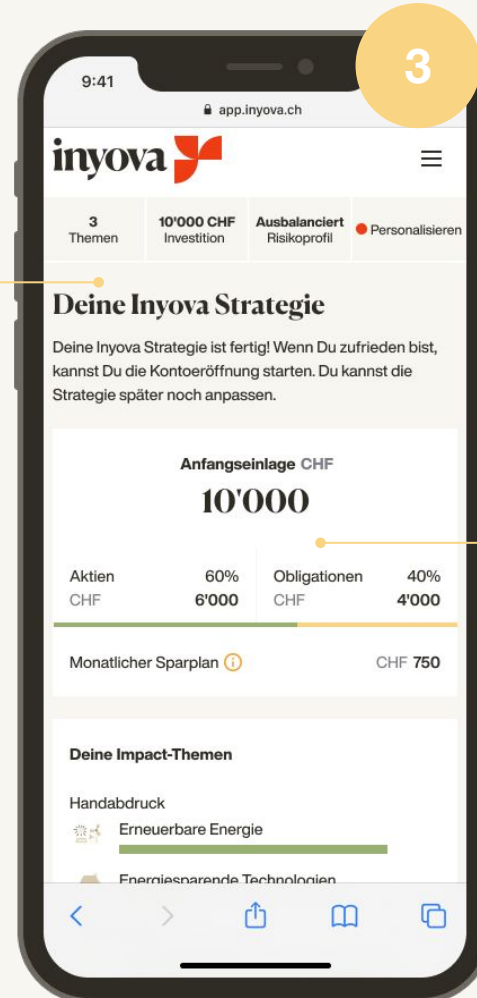 3
9:41
app.inyova.ch
inyova
3
Themen
10'000 CHF
Investition
Ausbalanciert
Risikoprofil
Personalisieren
Deine Inyova Strategie
Deine Inyova Strategie ist fertig! Wenn Du zufrieden bist,
kannst Du die Kontoeröffnung starten. Du kannst die
Strategie später noch anpassen.
Anfangseinlage CHF
10'000
Aktien 60%
CHF 6'000
Obligationen 40%
CHF 4'000
Monatlicher Sparplan CHF 750
Deine Impact-Themen
Handabdruck
Erneuerbare Energie
Energiesparende Technologien